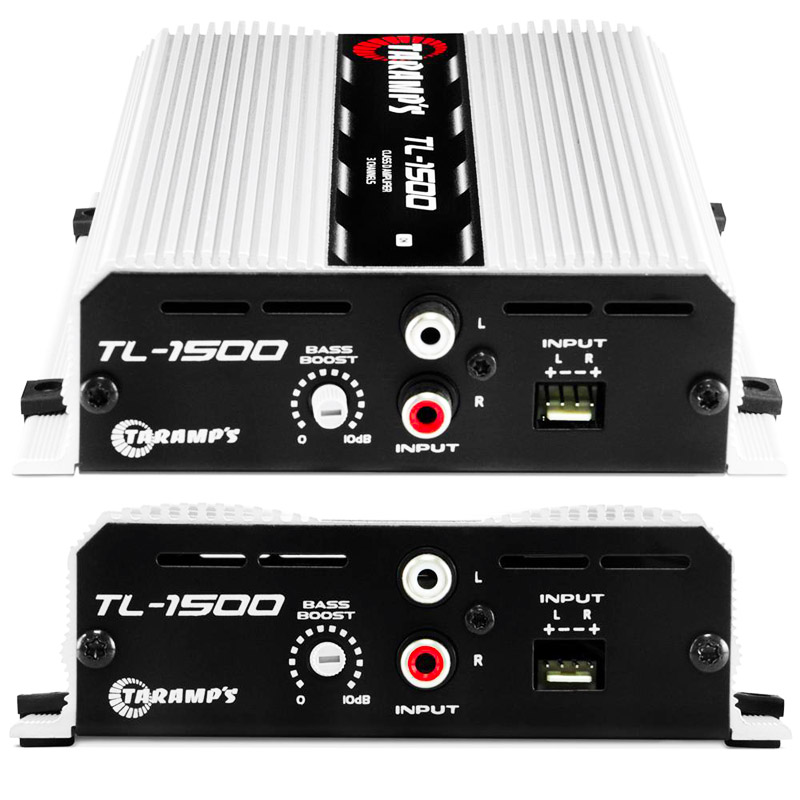 TARAMP'S
TL-1500
CLASS D AMPLIFIER
3 CHANNELS
TL-1500
BASS
BOOST
0 10dB
TARAMP'S
L
R
INPUT
INPUT
L R
+--+
TL-1500
BASS
BOOST
0 10dB
TARAMP'S
L
R
INPUT
INPUT
L R
+--+